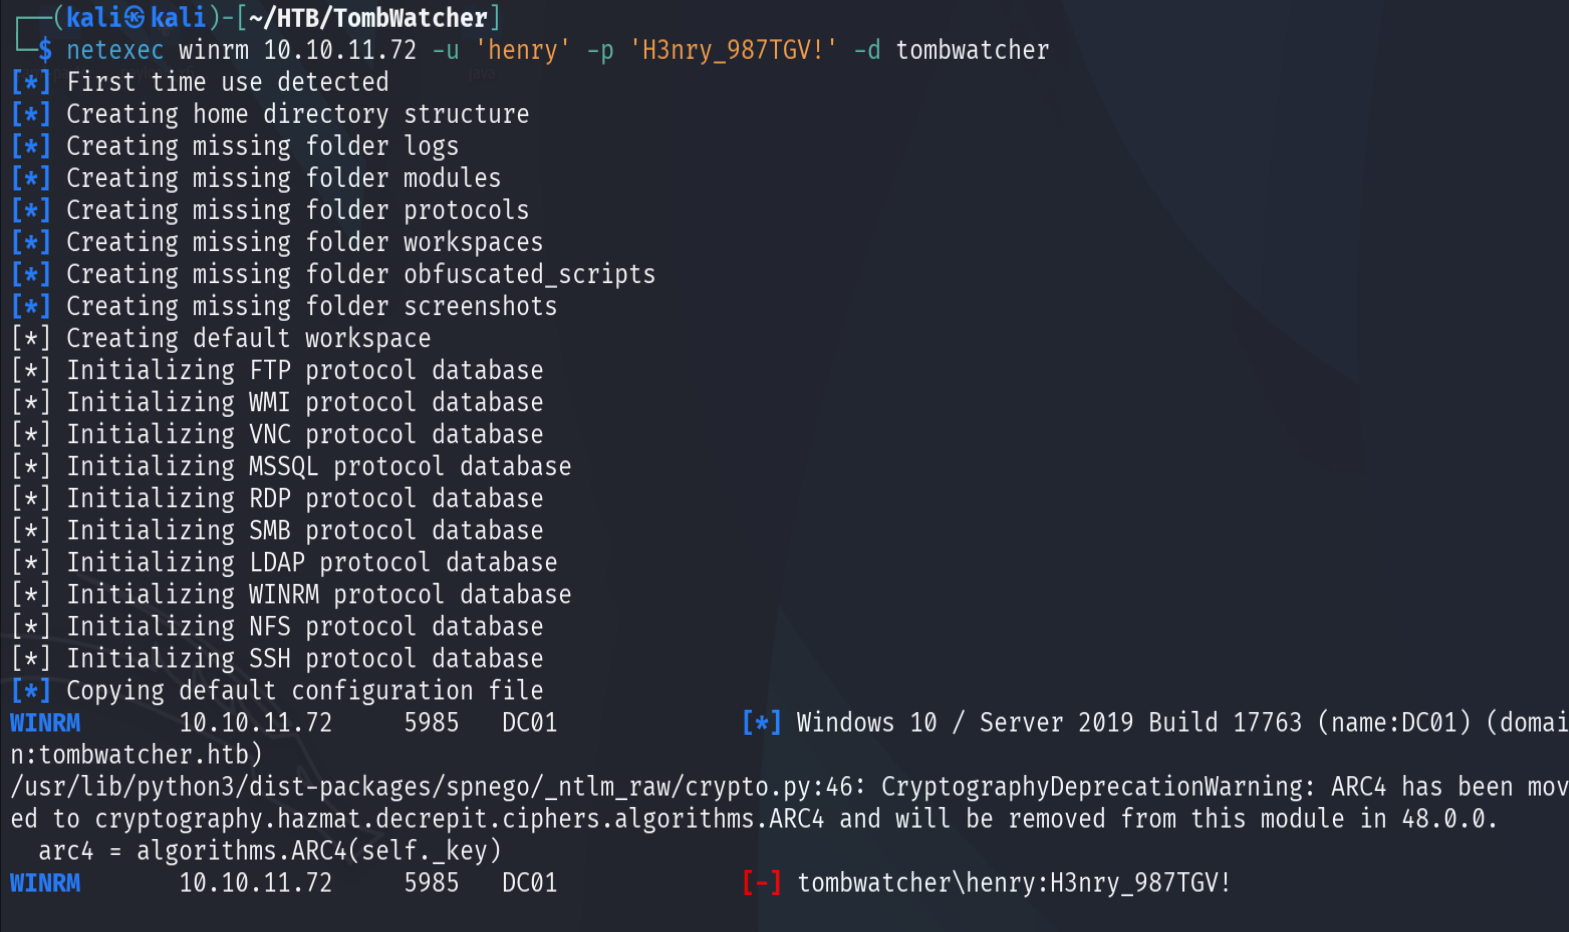 ┌──(kali㉿kali)-[~/HTB/TombWatcher]
└─$ netexec winrm 10.10.11.72 -u 'henry' -p 'H3nry_987TGV!' -d tombwatcher
[*] First time use detected
[*] Creating home directory structure
[*] Creating missing folder logs
[*] Creating missing folder modules
[*] Creating missing folder protocols
[*] Creating missing folder workspaces
[*] Creating missing folder obfuscated_scripts
[*] Creating missing folder screenshots
[*] Creating default workspace
[*] Initializing FTP protocol database
[*] Initializing WMI protocol database
[*] Initializing VNC protocol database
[*] Initializing MSSQL protocol database
[*] Initializing RDP protocol database
[*] Initializing SMB protocol database
[*] Initializing LDAP protocol database
[*] Initializing WINRM protocol database
[*] Initializing NFS protocol database
[*] Initializing SSH protocol database
[*] Copying default configuration file
WINRM 10.10.11.72 5985 DC01 [*] Windows 10 / Server 2019 Build 17763 (name:DC01) (domai
n:tombwatcher.htb)
/usr/lib/python3/dist-packages/spnego/_ntlm_raw/crypto.py:46: CryptographyDeprecationWarning: ARC4 has been mov
ed to cryptography.hazmat.decrepit.ciphers.algorithms.ARC4 and will be removed from this module in 48.0.0.
arc4 = algorithms.ARC4(self._key)
WINRM 10.10.11.72 5985 DC01 [-] tombwatcher\henry:H3nry_987TGV!